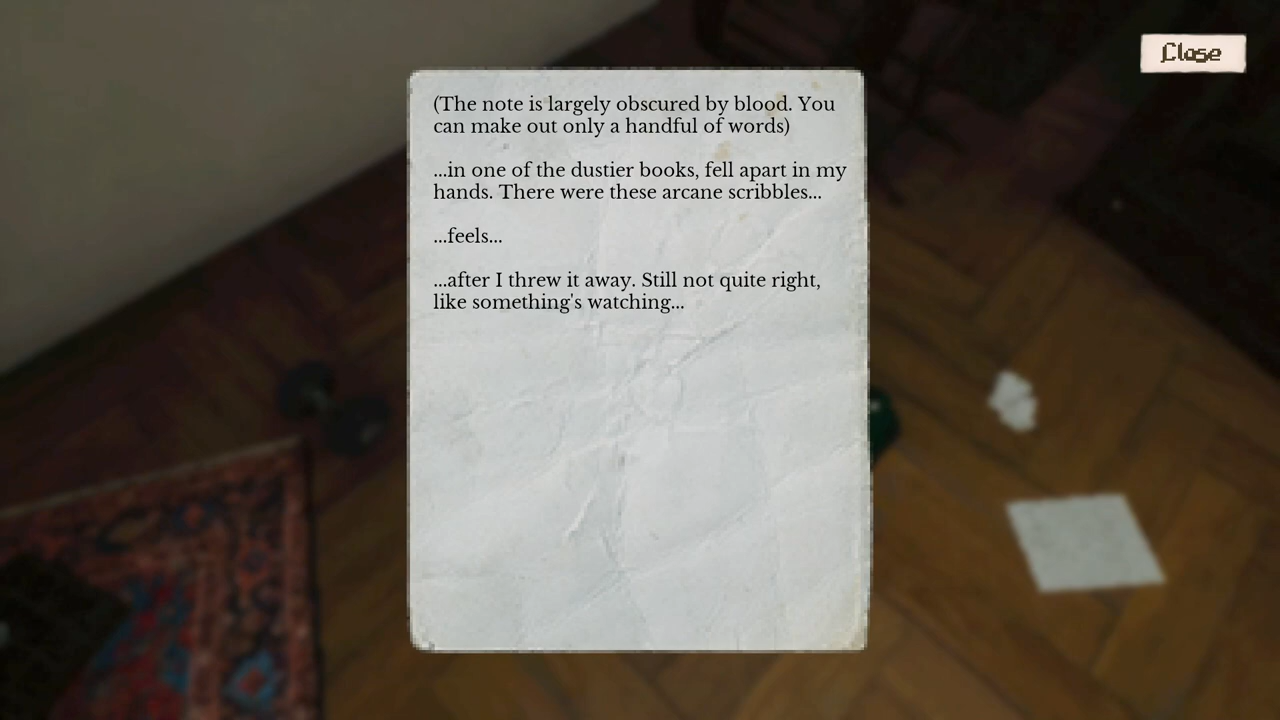 Close
(The note is largely obscured by blood. You
can make out only a handful of words)
...in one of the dustier books, fell apart in my
hands. There were these arcane scribbles...
...feels...
...after I threw it away. Still not quite right,
like something's watching...